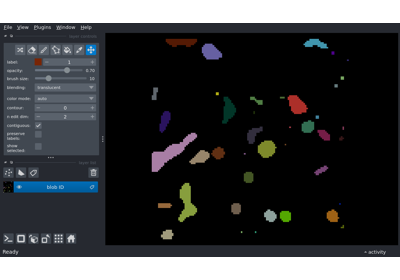 File View Plugins Window Help
label: 1
opacity: 0.70
brush size: 10
blending: translucent
color mode: auto
contour: 0
n edit dim: 2
contiguous:
preserve labels:
show selected:
blob ID
Ready activity